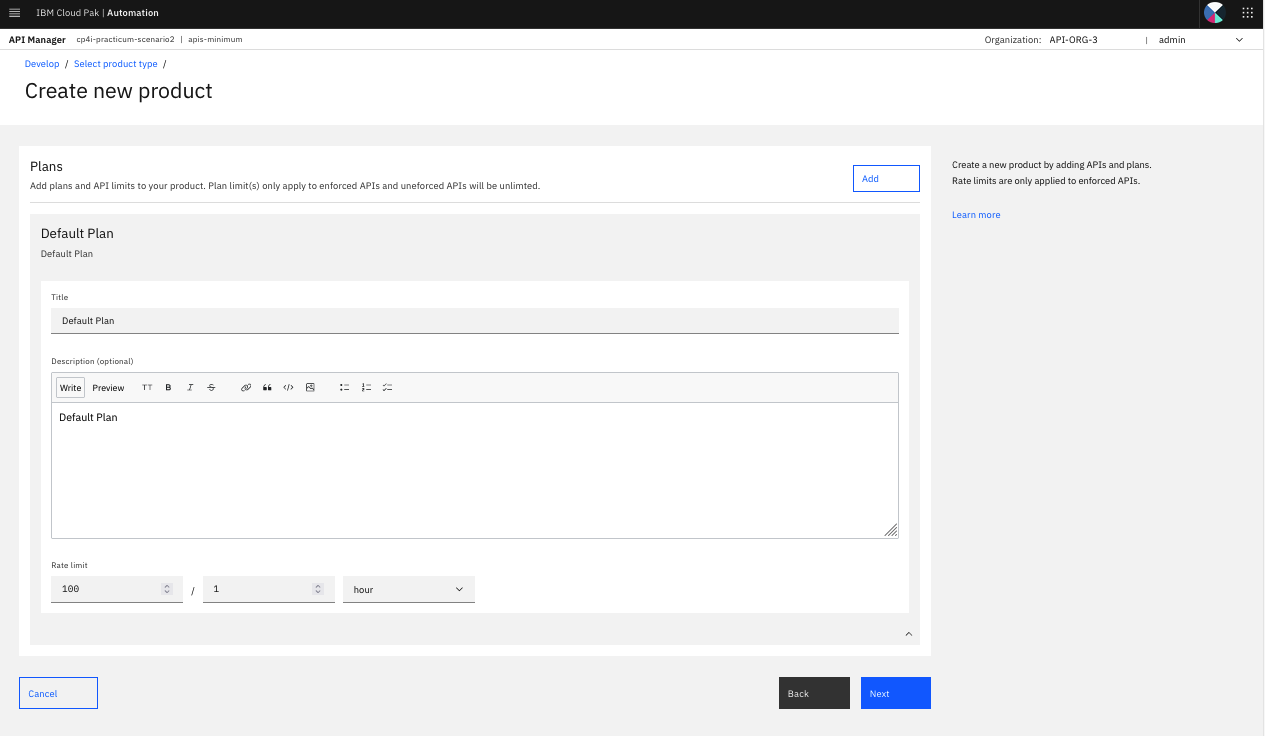 IBM Cloud Pak | Automation
API Manager cp4i-practicum-scenario2 | apis-minimum Organization: API-ORG-3 | admin
Develop / Select product type /
Create new product
Plans
Add plans and API limits to your product. Plan limit(s) only apply to enforced APIs and uneforced APIs will be unlimted.
Add
Default Plan
Default Plan
Title
Default Plan
Description (optional)
Write Preview TT B I S
Default Plan
Rate limit
100 / 1 hour
Cancel Back Next
Create a new product by adding APIs and plans.
Rate limits are only applied to enforced APIs.
Learn more